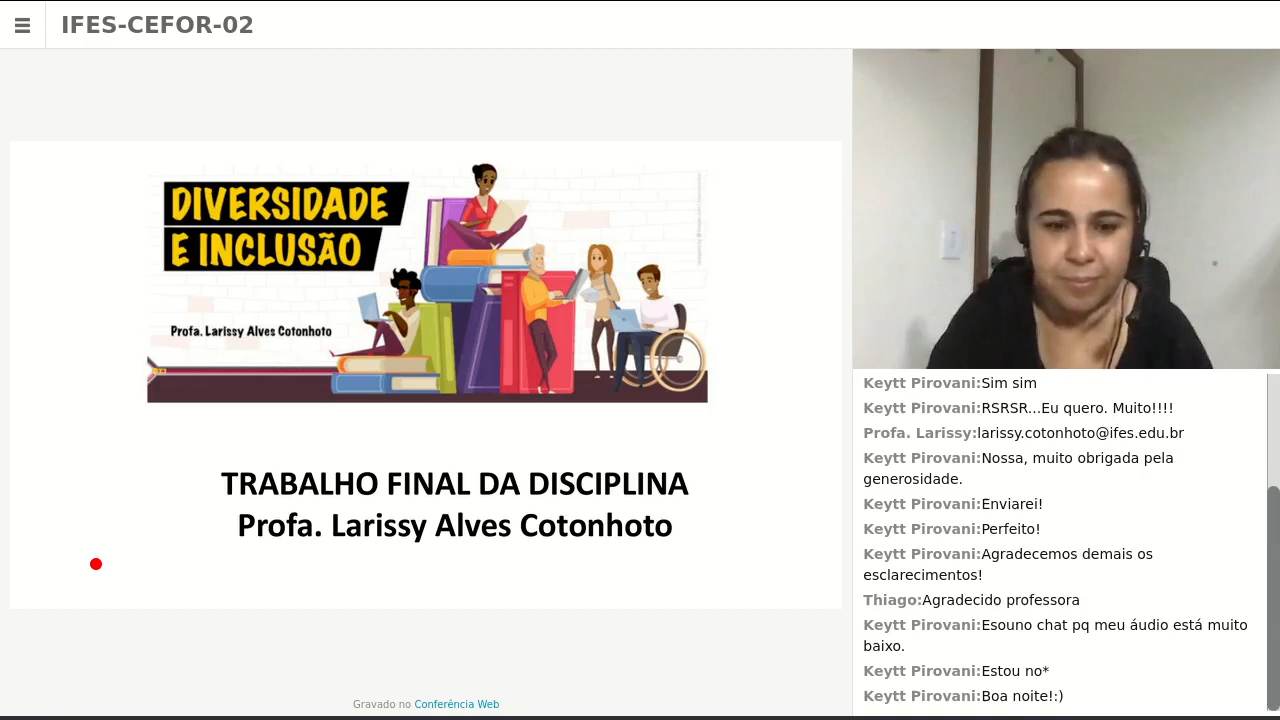 IFES-CEFOR-02
DIVERSIDADE
E INCLUSÃO
Profa. Larissy Alves Cotonhoto
TRABALHO FINAL DA DISCIPLINA
Profa. Larissy Alves Cotonhoto
Gravado no Conferência Web
Keytt Pirovani:Sim sim
Keytt Pirovani:RSRSR...Eu quero. Muito!!!!
Profa. Larissy:larissy.cotonhoto@ifes.edu.br
Keytt Pirovani:Nossa, muito obrigada pela
generosidade.
Keytt Pirovani:Enviarei!
Keytt Pirovani:Perfeito!
Keytt Pirovani:Agradecemos demais os
esclarecimentos!
Thiago:Agradecido professora
Keytt Pirovani:Esouno chat pq meu áudio está muito
baixo.
Keytt Pirovani:Estou no*
Keytt Pirovani:Boa noite!:)